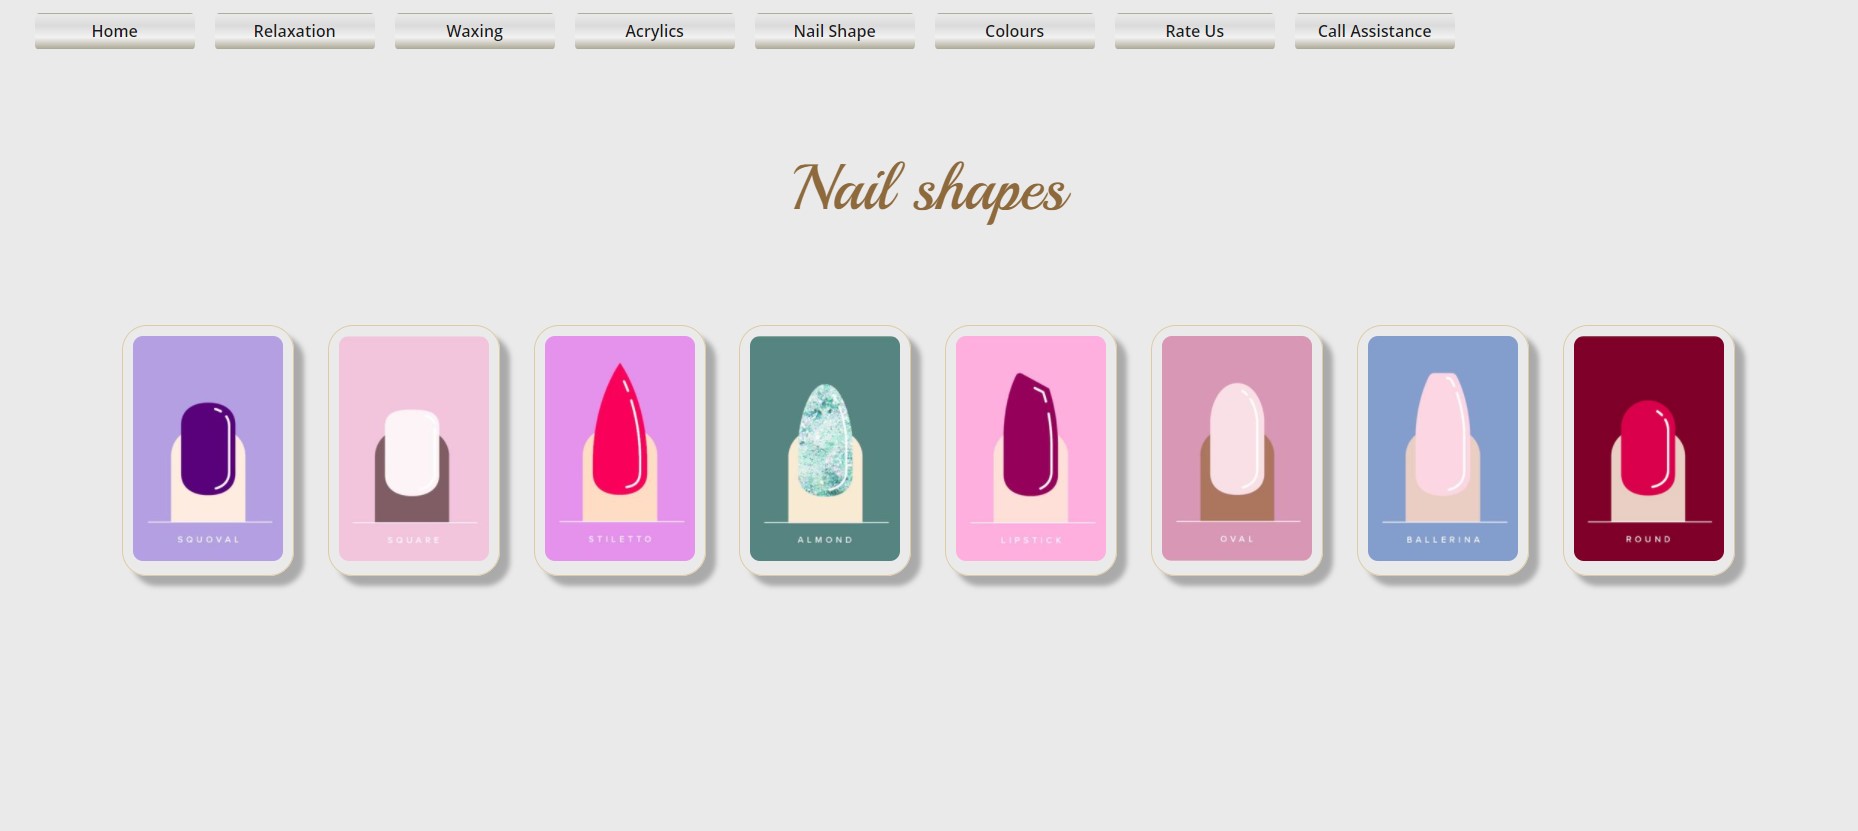 Home Relaxation Waxing Acrylics Nail Shape Colours Rate Us Call Assistance
Nail shapes
SQUOVAL SQUARE STILETTO ALMOND LIPSTICK OVAL BALLERINA ROUND